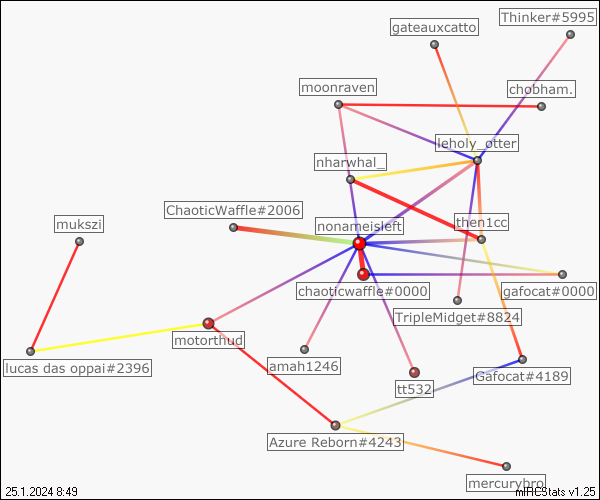 Thinker#5995
gateauxcatto
moonraven
chobham.
leholy_otter
nharwhal_
ChaoticWaffle#2006
mukszi
nonameisleft
then1cc
chaoticwaffle#0000
gafocat#0000
TripleMidget#8824
motorthud
lucas das oppai#2396
amah1246
Gafocat#4189
tt532
Azure Reborn#4243
mercurybro
25.1.2024 8:49
mIRCStats v1.25